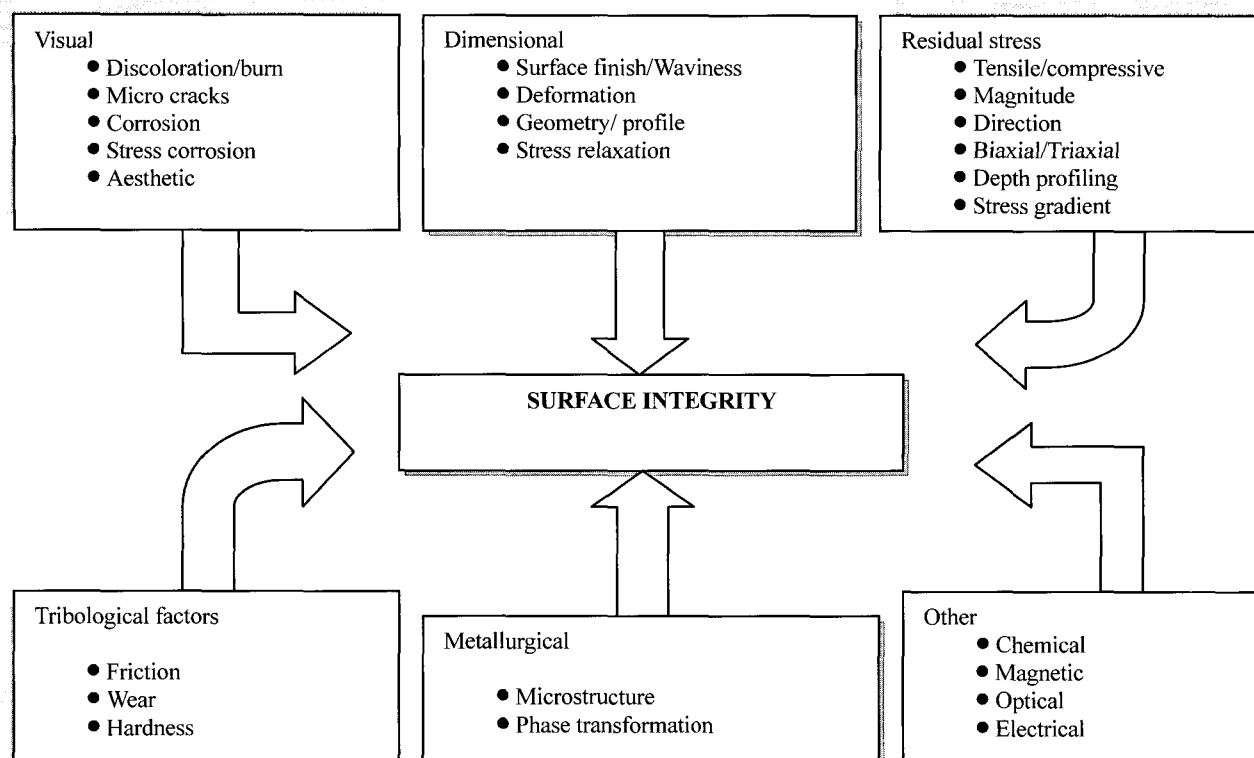 Visual
● Discoloration/burn
● Micro cracks
● Corrosion
● Stress corrosion
● Aesthetic
Dimensional
● Surface finish/Waviness
● Deformation
● Geometry/ profile
● Stress relaxation
Residual stress
● Tensile/compressive
● Magnitude
● Direction
● Biaxial/Triaxial
● Depth profiling
● Stress gradient
SURFACE INTEGRITY
Tribological factors
● Friction
● Wear
● Hardness
Metallurgical
● Microstructure
● Phase transformation
Other
● Chemical
● Magnetic
● Optical
● Electrical